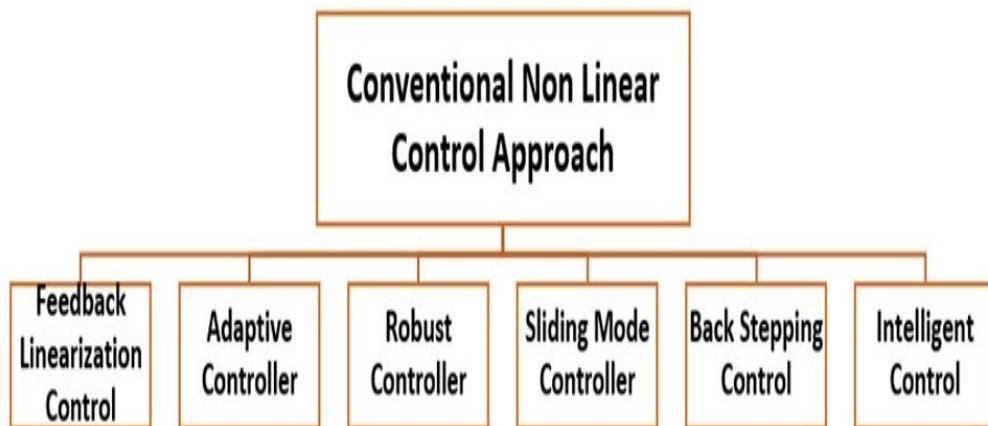 Conventional Non Linear
Control Approach
Feedback
Linearization
Control
Adaptive
Controller
Robust
Controller
Sliding Mode
Controller
Back Stepping
Control
Intelligent
Control